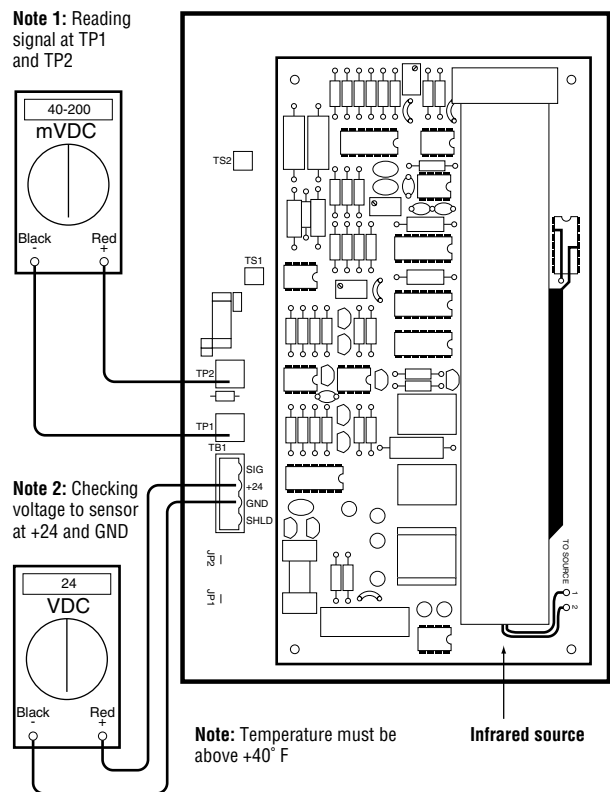 Note 1: Reading
signal at TP1
and TP2
40-200
mVDC
Black
-
Red
+
TS2
TS1
TP2
TP1
TB1
SIG
+24
GND
SHLD
JP2
JP1
Note 2: Checking
voltage to sensor
at +24 and GND
24
VDC
Black
-
Red
+
TO SOURCE
1
2
Note: Temperature must be
above +40° F
Infrared source